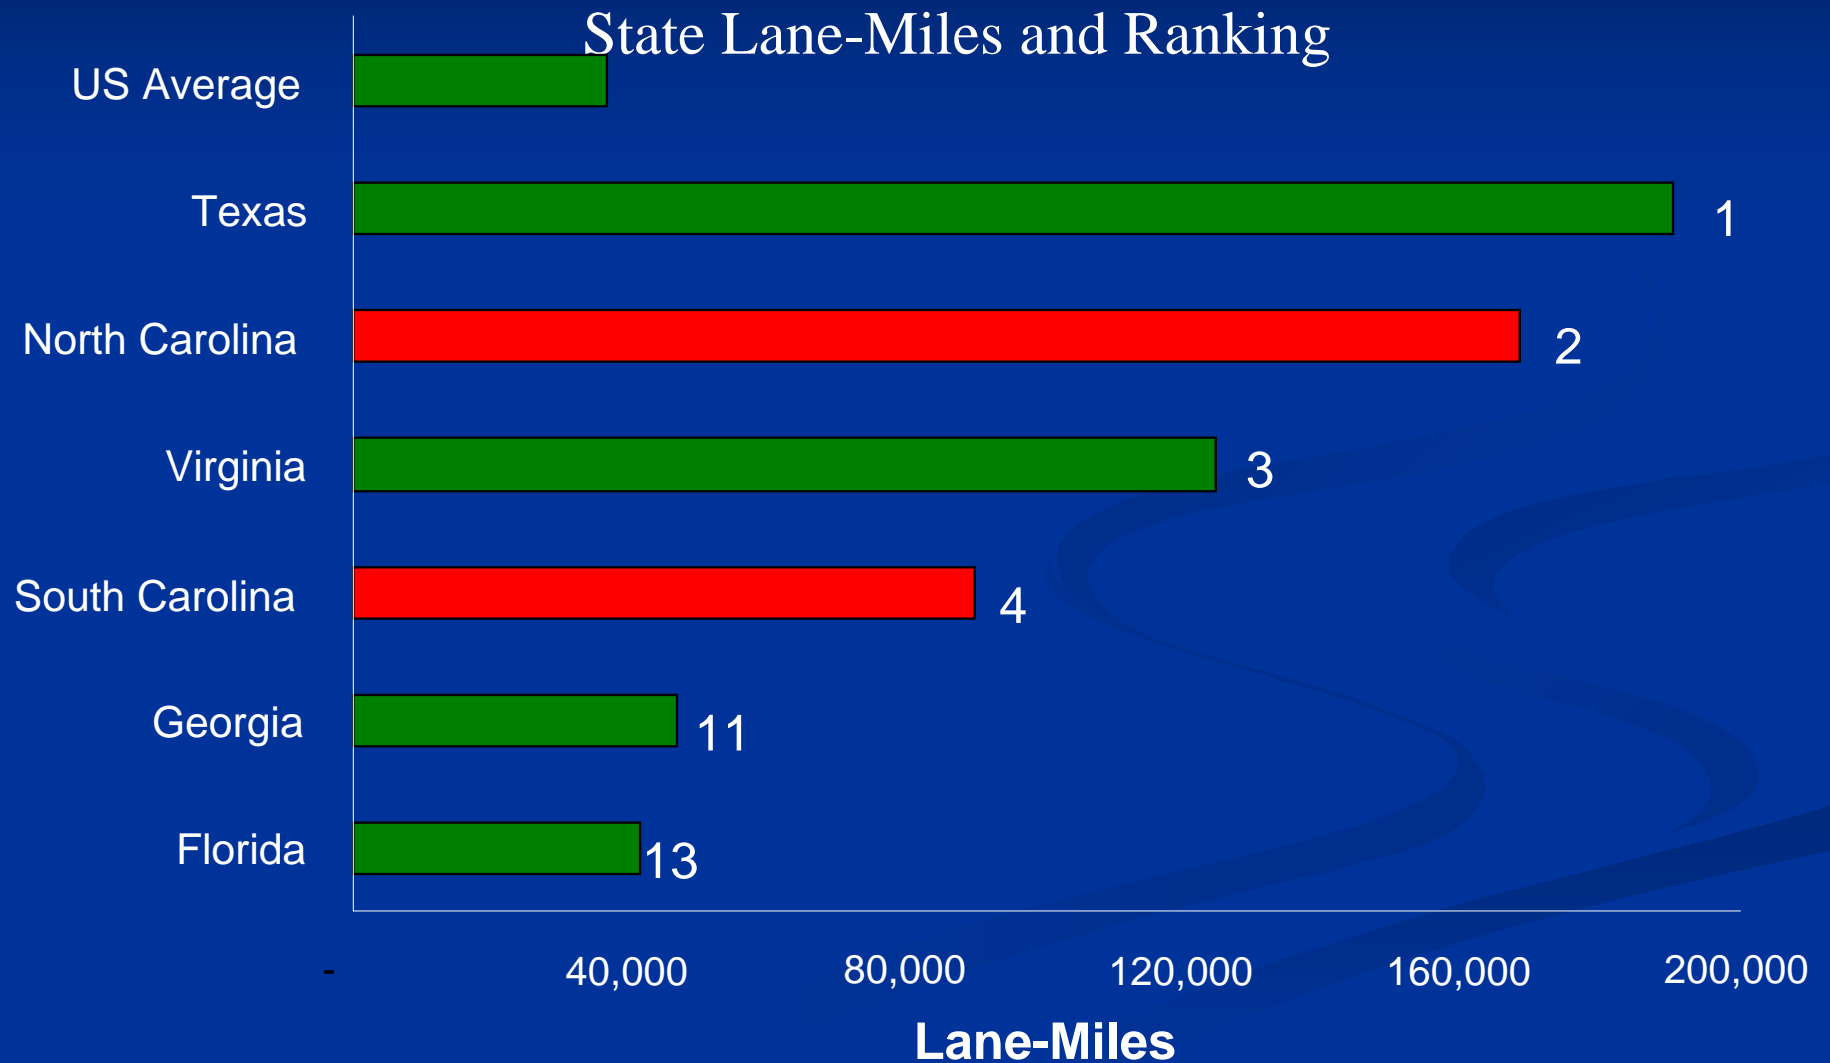 State Lane-Miles and Ranking
US Average
Texas 1
North Carolina 2
Virginia 3
South Carolina 4
Georgia 11
Florida 13
- 40,000 80,000 120,000 160,000 200,000
Lane-Miles